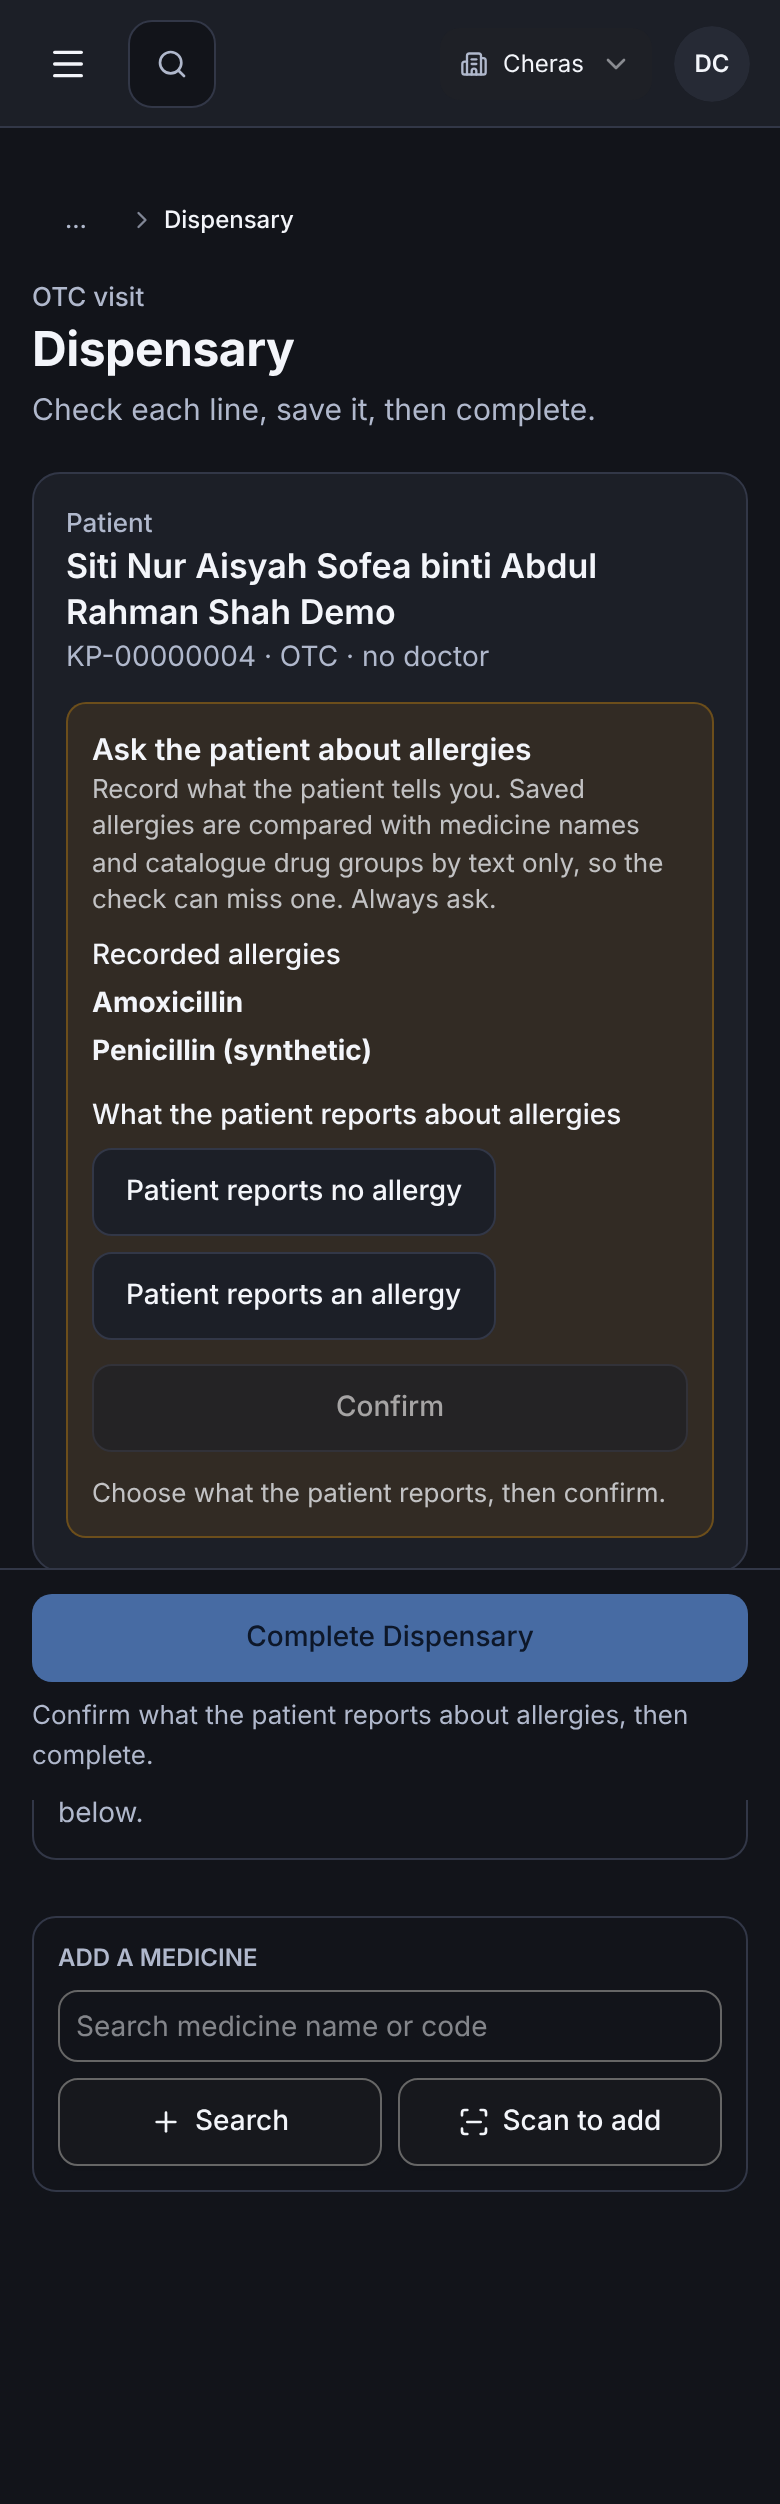 Cheras
DC
...
Dispensary
OTC visit
Dispensary
Check each line, save it, then complete.
Patient
Siti Nur Aisyah Sofea binti Abdul
Rahman Shah Demo
KP-00000004 · OTC · no doctor
Ask the patient about allergies
Record what the patient tells you. Saved
allergies are compared with medicine names
and catalogue drug groups by text only, so the
check can miss one. Always ask.
Recorded allergies
Amoxicillin
Penicillin (synthetic)
What the patient reports about allergies
Patient reports no allergy
Patient reports an allergy
Confirm
Choose what the patient reports, then confirm.
Complete Dispensary
Confirm what the patient reports about allergies, then
complete.
below.
ADD A MEDICINE
Search medicine name or code
Search
Scan to add